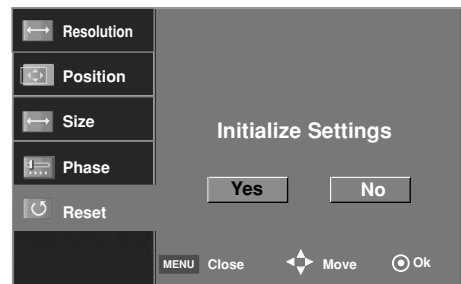 Resolution
Position
Size
Phase
Reset
Initialize Settings
Yes No
MENU Close Move Ok